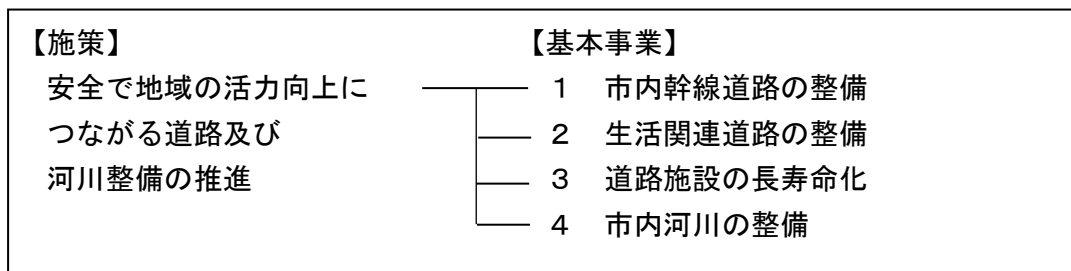 【施策】 【基本事業】
安全で地域の活力向上に 1 市内幹線道路の整備
つながる道路及び 2 生活関連道路の整備
河川整備の推進 3 道路施設の長寿命化
4 市内河川の整備